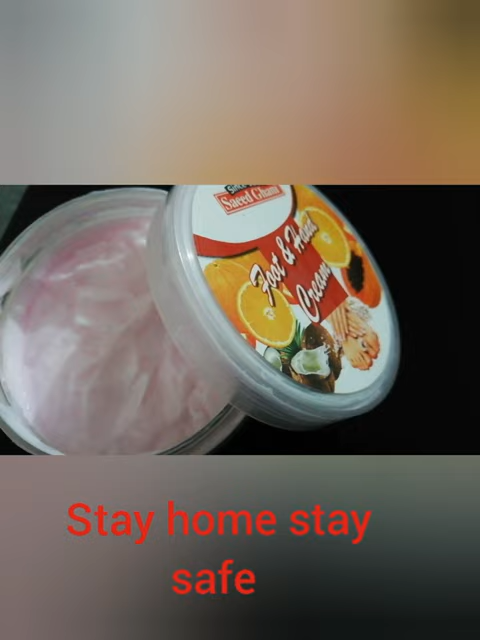 Saeed Ghani
Foot & Hand
Cream
Stay home stay
safe